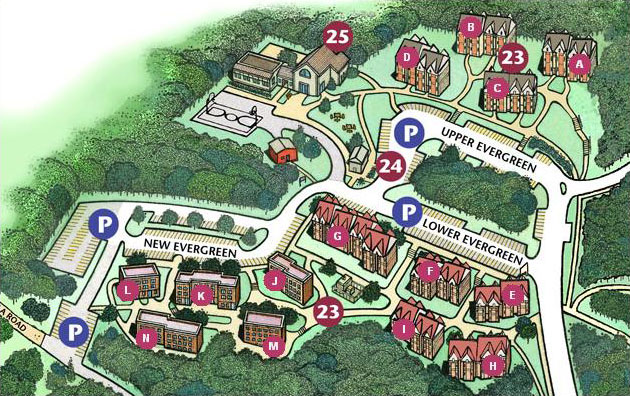 25
B
23
D
A
C
P
UPPER EVERGREEN
24
P
LOWER EVERGREEN
P
G
NEW EVERGREEN
J
F
L
K
E
23
P
I
N
M
A ROAD
H